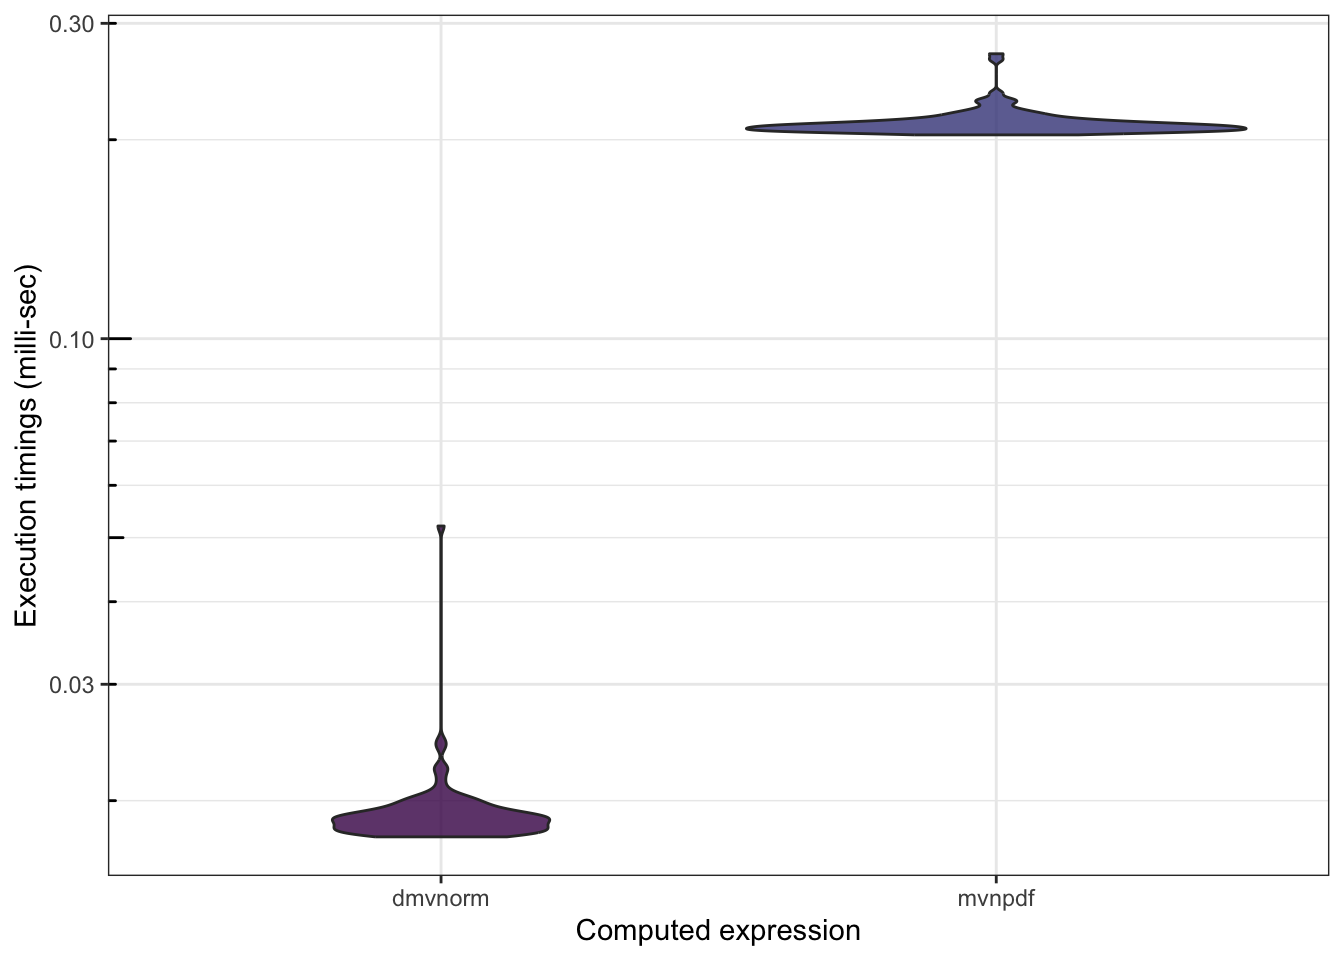 0.30
0.10
0.03
Execution timings (milli-sec)
dmvnorm
mvnpdf
Computed expression